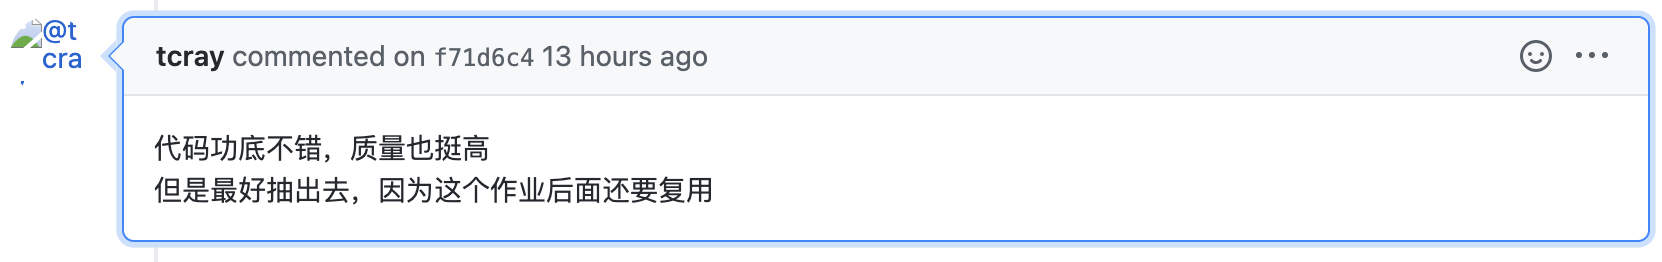 @t
cra
tcray commented on f71d6c4 13 hours ago
代码功底不错，质量也挺高
但是最好抽出去，因为这个作业后面还要复用